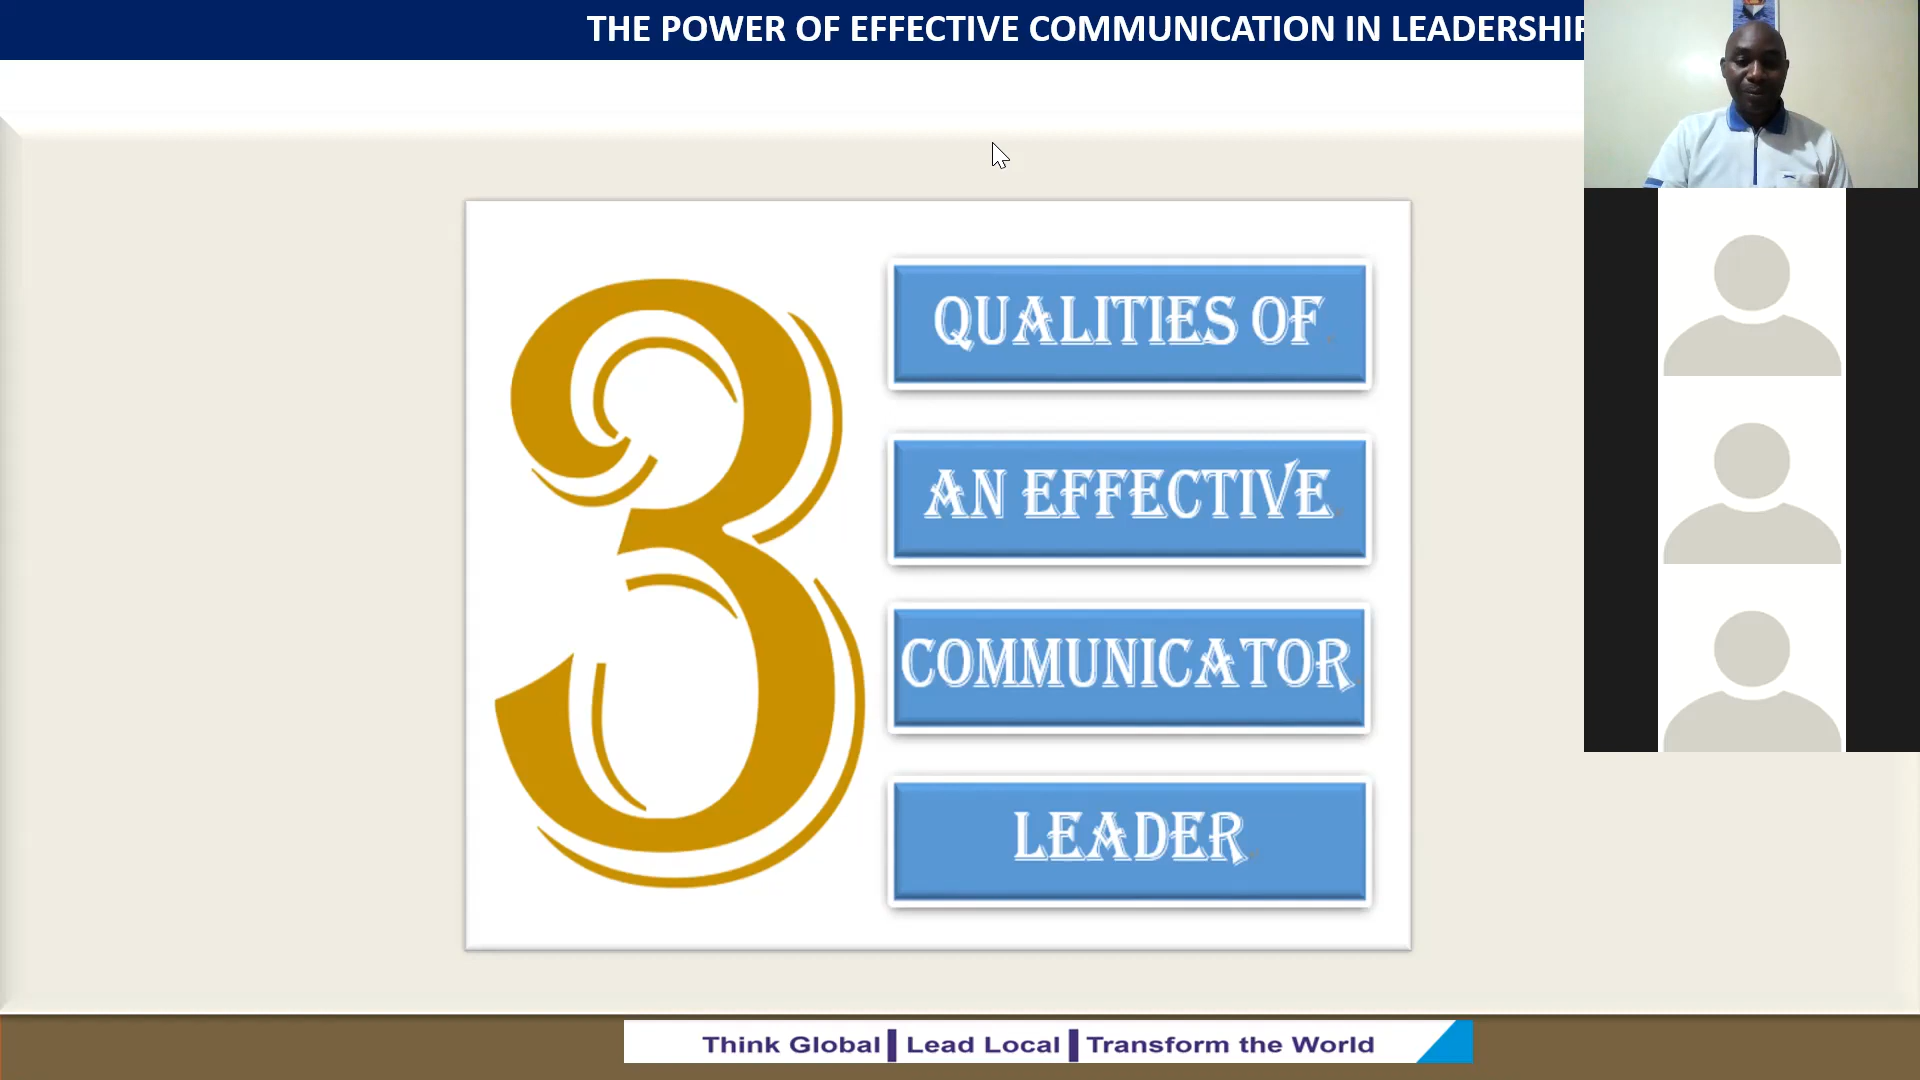 THE POWER OF EFFECTIVE COMMUNICATION IN LEADERSHIP
3
QUALITIES OF
AN EFFECTIVE
COMMUNICATOR
LEADER
Think Global | Lead Local | Transform the World